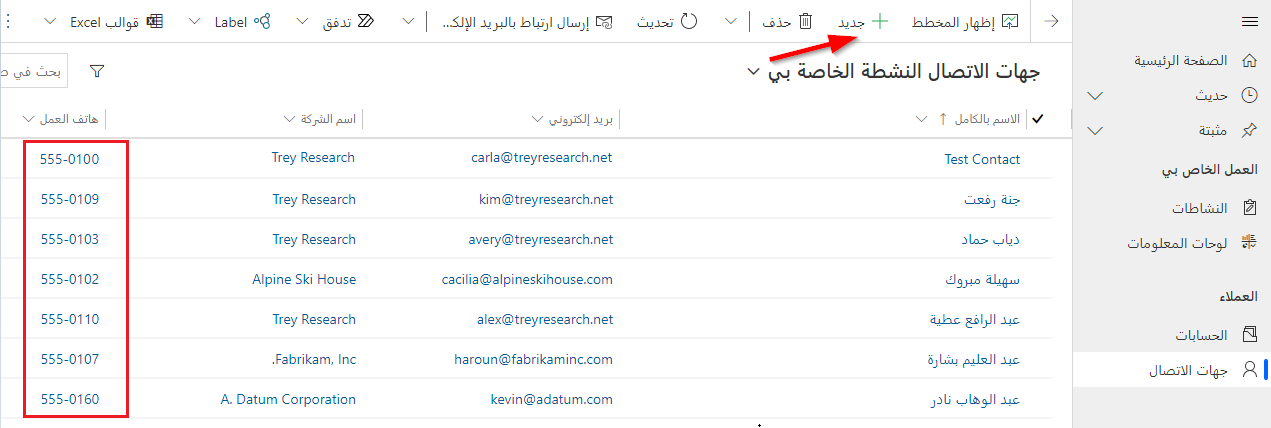 إظهار المخطط جديد حذف تحديث إرسال ارتباط بالبريد الإلك... تدفق Label قوالب Excel
الصفحة الرئيسية
حديث
مثبتة
العمل الخاص بي
النشاطات
لوحات المعلومات
العملاء
الحسابات
جهات الاتصال
جهات الاتصال النشطة الخاصة بي
بحث في
الاسم بالكامل بريد إلكتروني اسم الشركة هاتف العمل
Test Contact carla@treyresearch.net Trey Research 555-0100
جنة رفعت kim@treyresearch.net Trey Research 555-0109
دياب حماد avery@treyresearch.net Trey Research 555-0103
سهيلة مبروك cacilia@alpineskihouse.com Alpine Ski House 555-0102
عبد الرافع عطية alex@treyresearch.net Trey Research 555-0110
عبد العليم بشارة haroun@fabrikaminc.com Fabrikam, Inc. 555-0107
عبد الوهاب نادر kevin@adatum.com A. Datum Corporation 555-0160